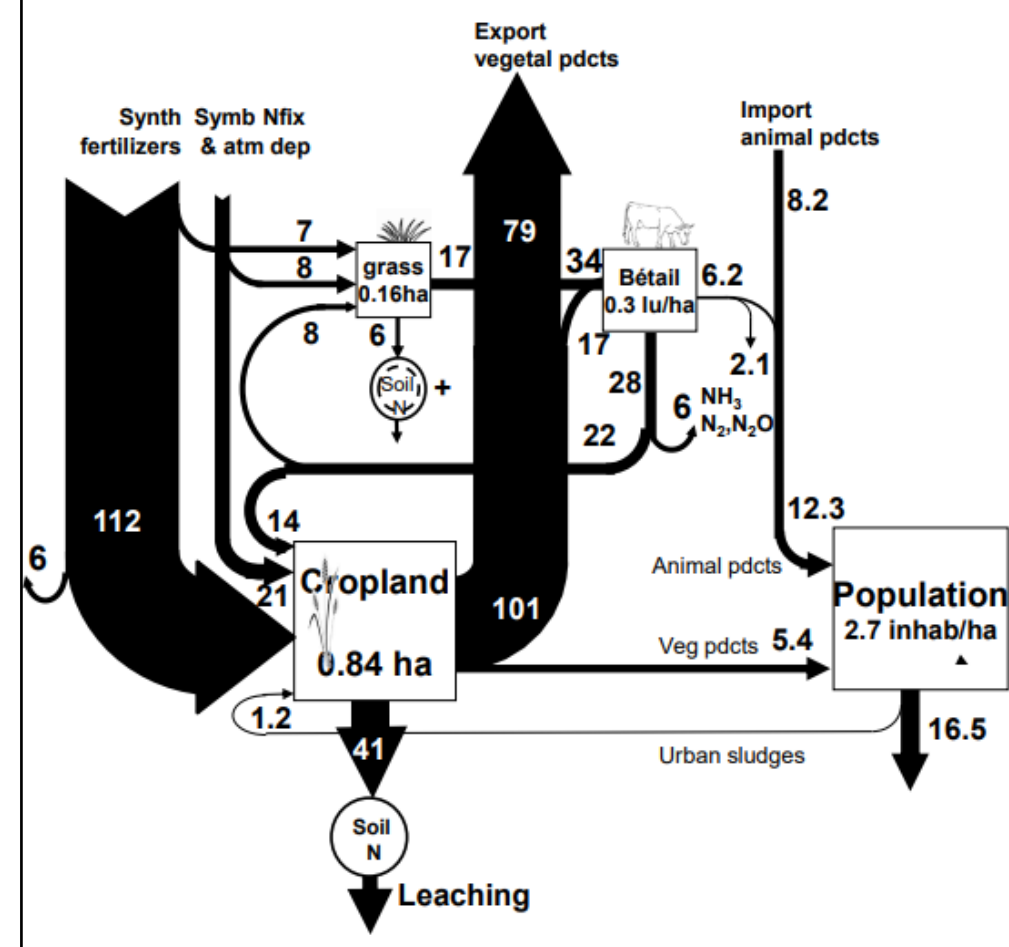 Export
vegetal pdcts
Synth Symb Nfix
fertilizers & atm dep
Import
animal pdcts
8.2
7
79
17
34
grass
0.16ha
8
Bétail
0.3 lu/ha
6.2
8
6
17
2.1
Soil
N
+
28
6
NH3
N2,N2O
22
112
14
12.3
6
Cropland
0.84 ha
21
101
Animal pdcts
Population
2.7 inhab/ha
Veg pdcts 5.4
1.2
41
16.5
Urban sludges
Soil
N
Leaching